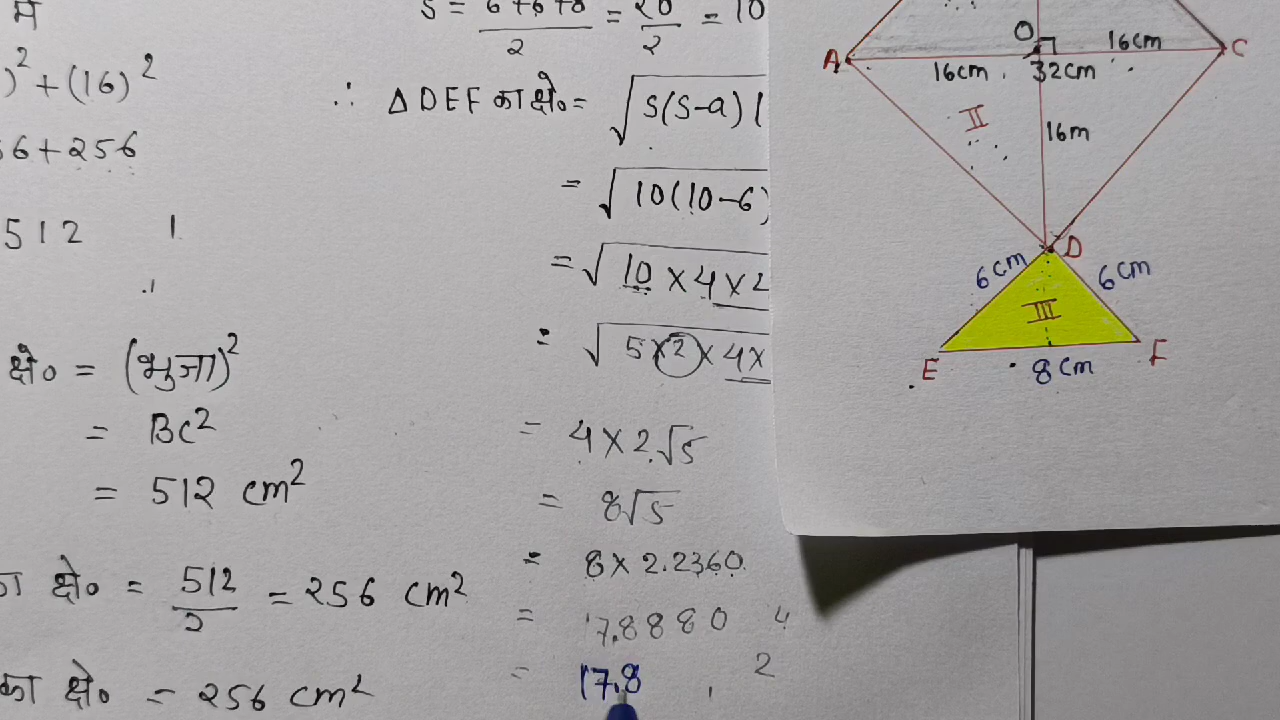 में
)² + (16)²
56 + 256
512
क्षे० = (भुजा)²
= BC²
= 512 cm²
क्षे० = 512/2 = 256 cm²
का क्षे० = 256 cm²
S = 6+6+8/2 = 20/2 = 10
∴ Δ DEF का क्षे० = √S(S-a)(
= √10(10-6)
= √10 × 4 × 2
= √5 × 2 × 4 ×
= 4 × 2√5
= 8√5
= 8 × 2.2360
= 17.8880
= 17.8
A
O
C
16cm
16cm
32cm
II
16m
D
6cm
6cm
III
E
8cm
F